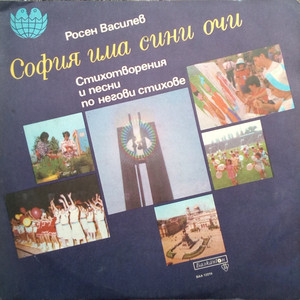 Росен Василев
София има сини очи
Стихотворения
и песни
по негови стихове
Балкантон